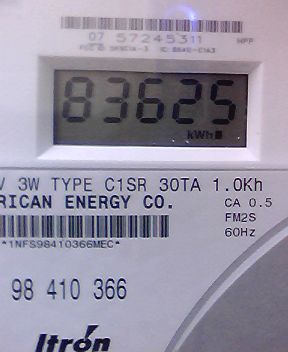 07 57245311
83625
kWh
V 3W TYPE C1SR 30TA 1.0Kh
RICAN ENERGY CO.
CA 0.5
FM2S
60Hz
*1NFS98410366MEC*
98 410 366
Itron